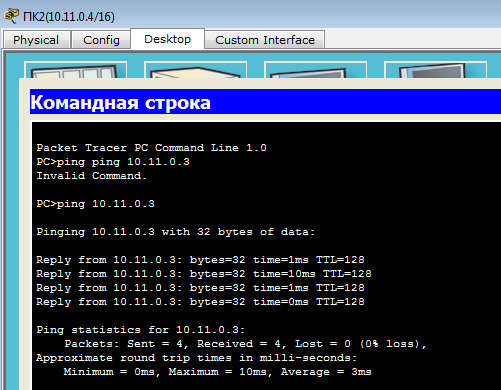 ПК2(10.11.0.4/16)
Physical Config Desktop Custom Interface
Командная строка
Packet Tracer PC Command Line 1.0
PC>ping ping 10.11.0.3
Invalid Command.
PC>ping 10.11.0.3
Pinging 10.11.0.3 with 32 bytes of data:
Reply from 10.11.0.3: bytes=32 time=1ms TTL=128
Reply from 10.11.0.3: bytes=32 time=10ms TTL=128
Reply from 10.11.0.3: bytes=32 time=1ms TTL=128
Reply from 10.11.0.3: bytes=32 time=0ms TTL=128
Ping statistics for 10.11.0.3:
Packets: Sent = 4, Received = 4, Lost = 0 (0% loss),
Approximate round trip times in milli-seconds:
Minimum = 0ms, Maximum = 10ms, Average = 3ms